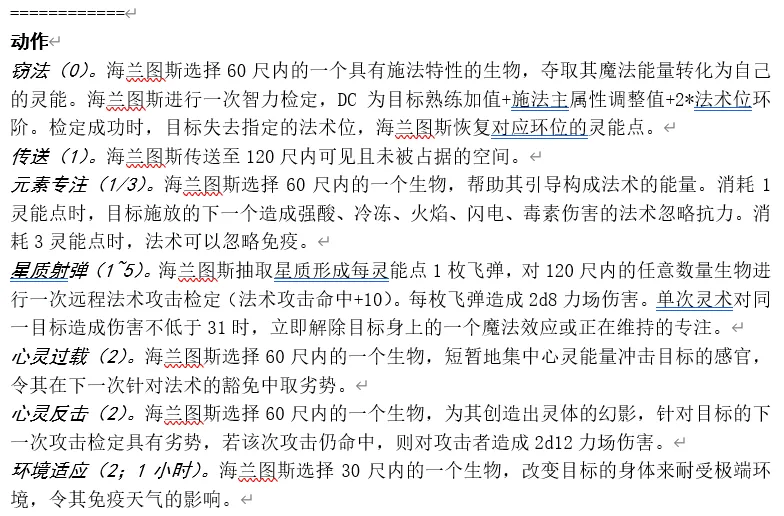 ============
动作
窃法（0）。海兰图斯选择 60 尺内的一个具有施法特性的生物，夺取其魔法能量转化为自己
的灵能。海兰图斯进行一次智力检定，DC 为目标熟练加值+施法主属性调整值+2*法术位环
阶。检定成功时，目标失去指定的法术位，海兰图斯恢复对应环位的灵能点。
传送（1）。海兰图斯传送至 120 尺内可见且未被占据的空间。
元素专注（1/3）。海兰图斯选择 60 尺内的一个生物，帮助其引导构成法术的能量。消耗 1
灵能点时，目标施放的下一个造成强酸、冷冻、火焰、闪电、毒素伤害的法术忽略抗力。消
耗 3 灵能点时，法术可以忽略免疫。
星质射弹（1~5）。海兰图斯抽取星质形成每灵能点 1 枚飞弹，对 120 尺内的任意数量生物进
行一次远程法术攻击检定（法术攻击命中+10）。每枚飞弹造成 2d8 力场伤害。单次灵术对同
一目标造成伤害不低于 31 时，立即解除目标身上的一个魔法效应或正在维持的专注。
心灵过载（2）。海兰图斯选择 60 尺内的一个生物，短暂地集中心灵能量冲击目标的感官，
令其在下一次针对法术的豁免中取劣势。
心灵反击（2）。海兰图斯选择 60 尺内的一个生物，为其创造出灵体的幻影，针对目标的下
一次攻击检定具有劣势，若该次攻击仍命中，则对攻击者造成 2d12 力场伤害。
环境适应（2；1 小时）。海兰图斯选择 30 尺内的一个生物，改变目标的身体来耐受极端环
境，令其免疫天气的影响。